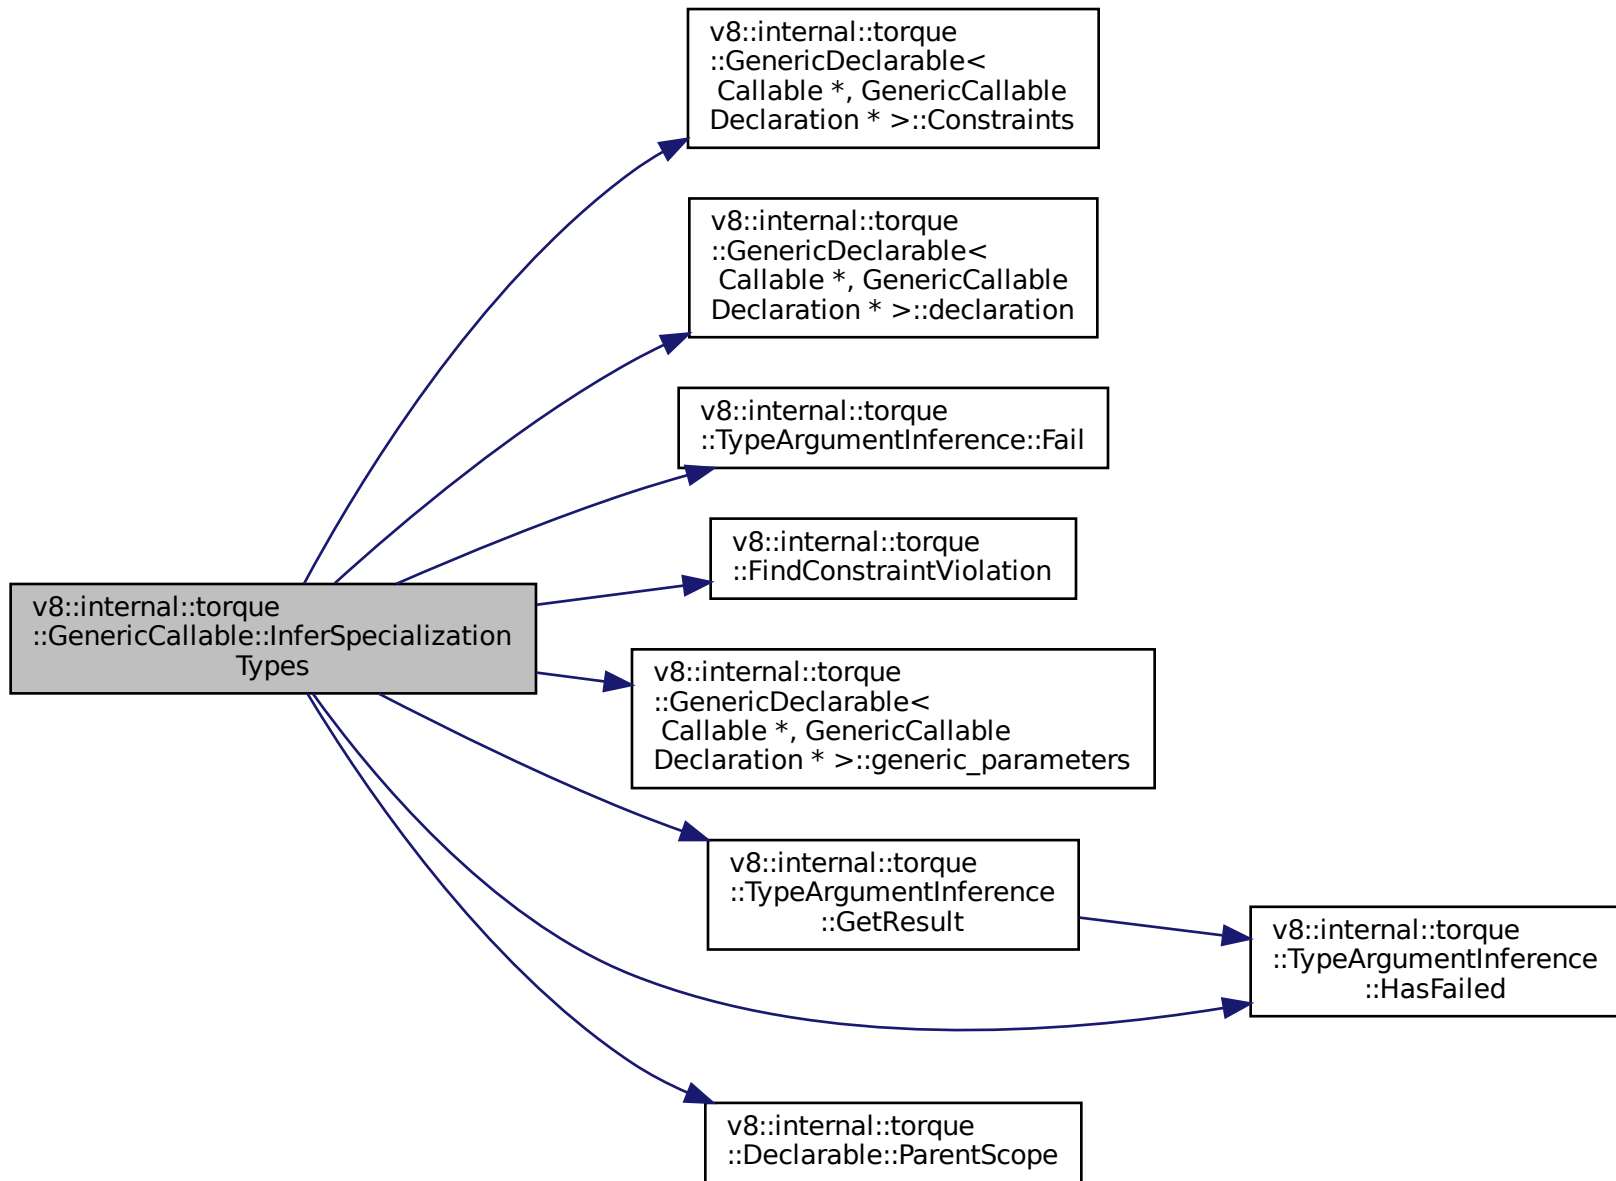 v8::internal::torque
::GenericDeclarable<
Callable *, GenericCallable
Declaration * >::Constraints
v8::internal::torque
::GenericDeclarable<
Callable *, GenericCallable
Declaration * >::declaration
v8::internal::torque
::TypeArgumentInference::Fail
v8::internal::torque
::FindConstraintViolation
v8::internal::torque
::GenericCallable::InferSpecialization
Types
v8::internal::torque
::GenericDeclarable<
Callable *, GenericCallable
Declaration * >::generic_parameters
v8::internal::torque
::TypeArgumentInference
::GetResult
v8::internal::torque
::TypeArgumentInference
::HasFailed
v8::internal::torque
::Declarable::ParentScope